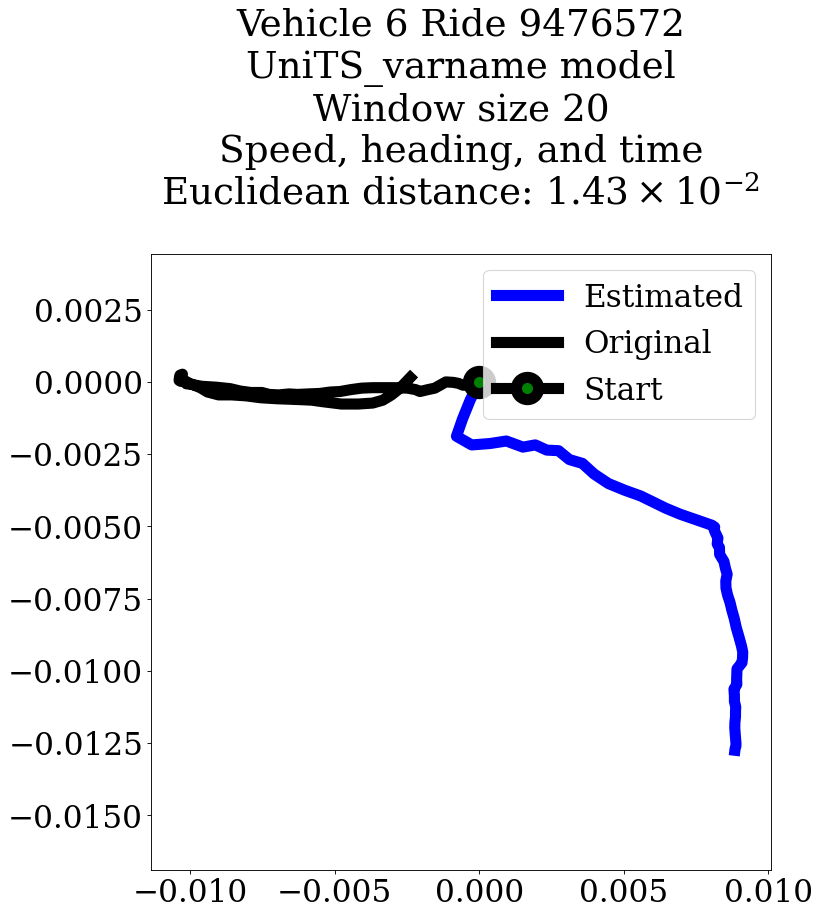 Vehicle 6 Ride 9476572
UniTS_varname model
Window size 20
Speed, heading, and time
Euclidean distance: 1.43 × 10⁻²
Estimated
Original
Start
0.0025
0.0000
−0.0025
−0.0050
−0.0075
−0.0100
−0.0125
−0.0150
−0.010 −0.005 0.000 0.005 0.010